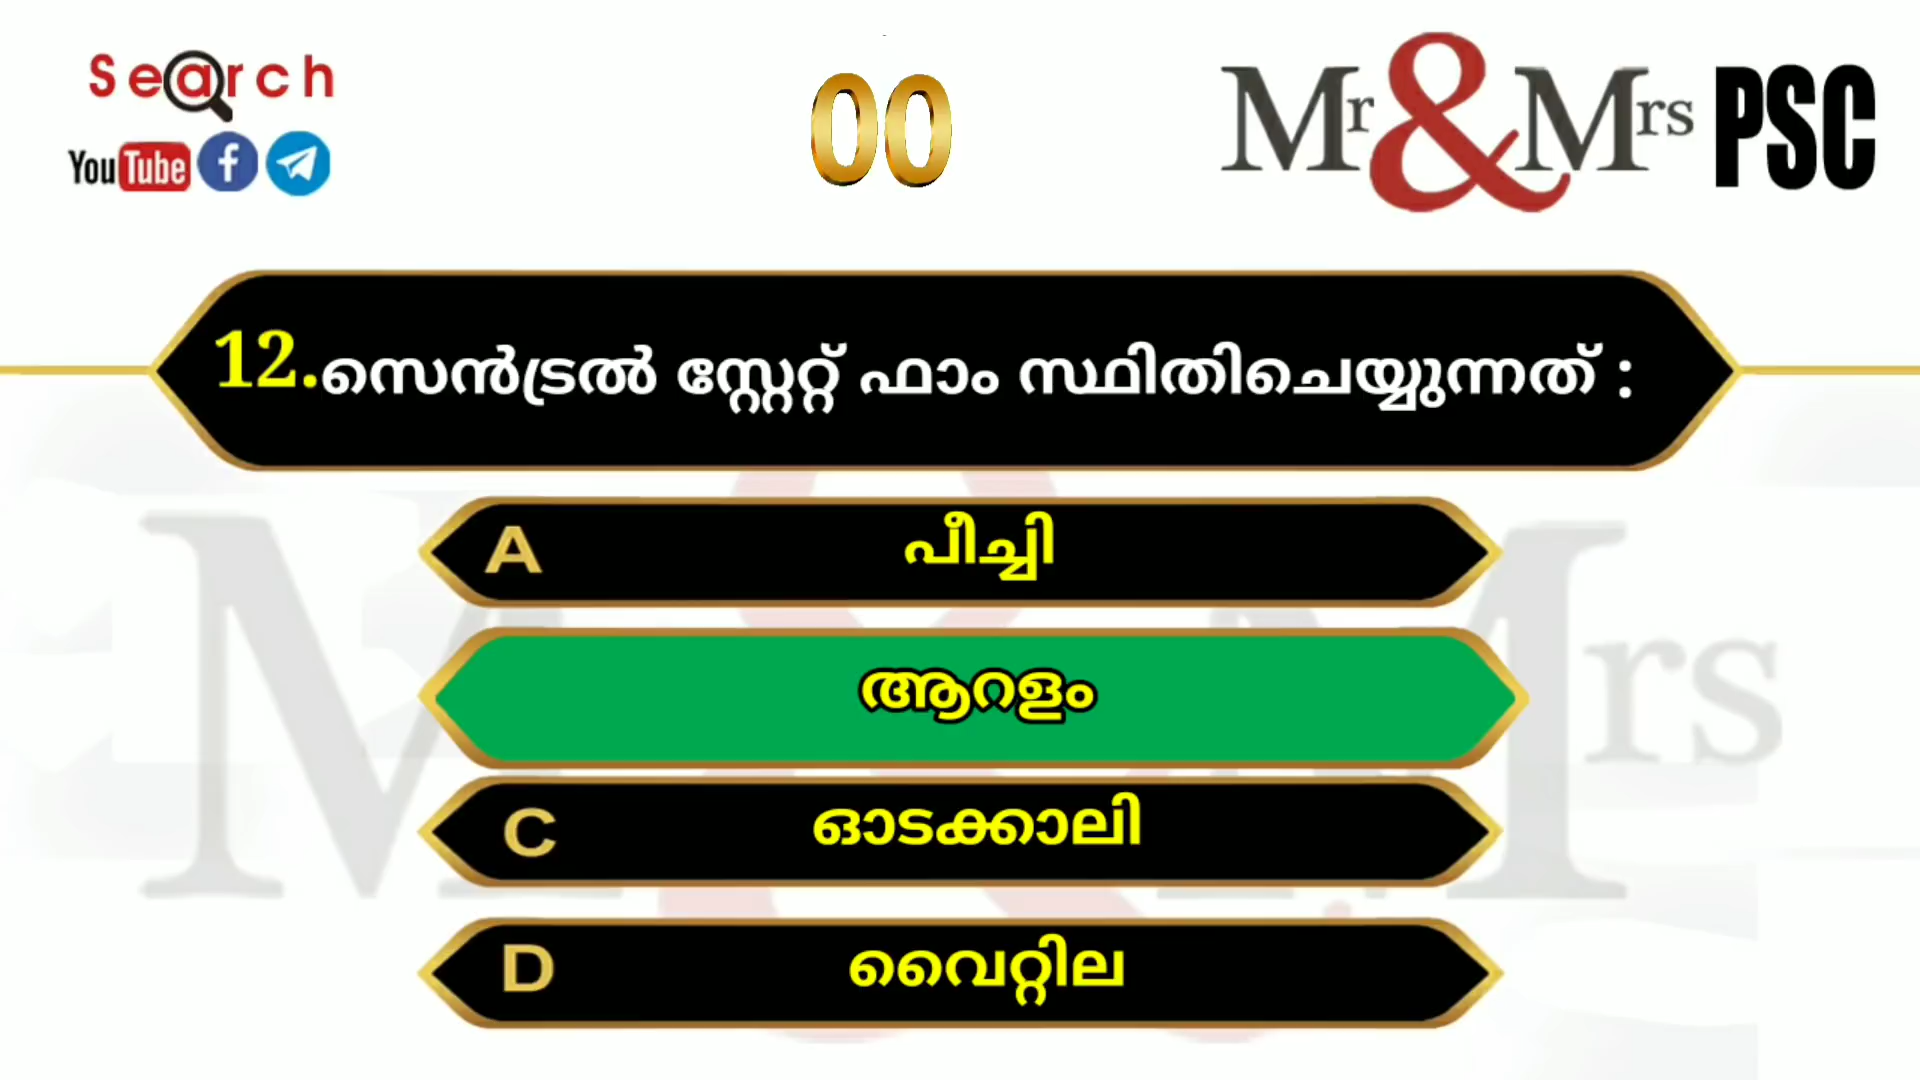 Search
YouTube
00
Mr & Mrs PSC
12.സെൻട്രൽ സ്റ്റേറ്റ് ഫാം സ്ഥിതിചെയ്യുന്നത് :
A പീച്ചി
ആറളം
C ഓടക്കാലി
D വൈറ്റില